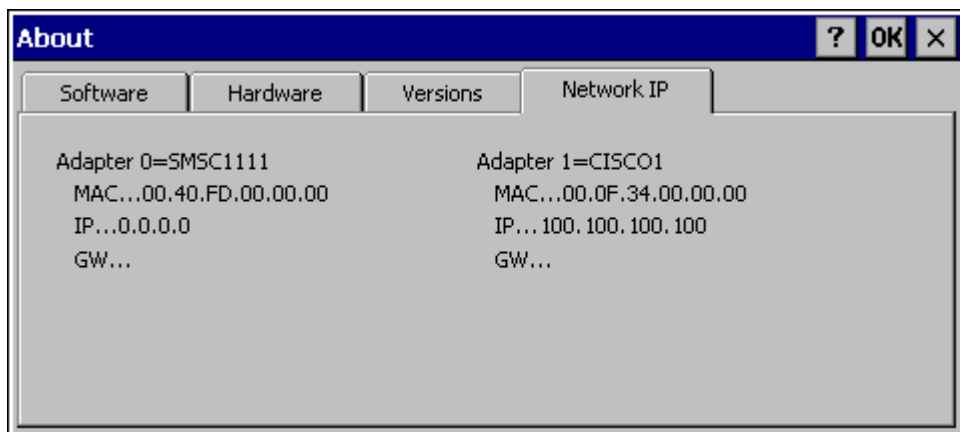 About ? OK ×
Software Hardware Versions Network IP
Adapter 0=SMSC1111 Adapter 1=CISCO1
MAC...00.40.FD.00.00.00 MAC...00.0F.34.00.00.00
IP...0.0.0.0 IP...100.100.100.100
GW... GW...